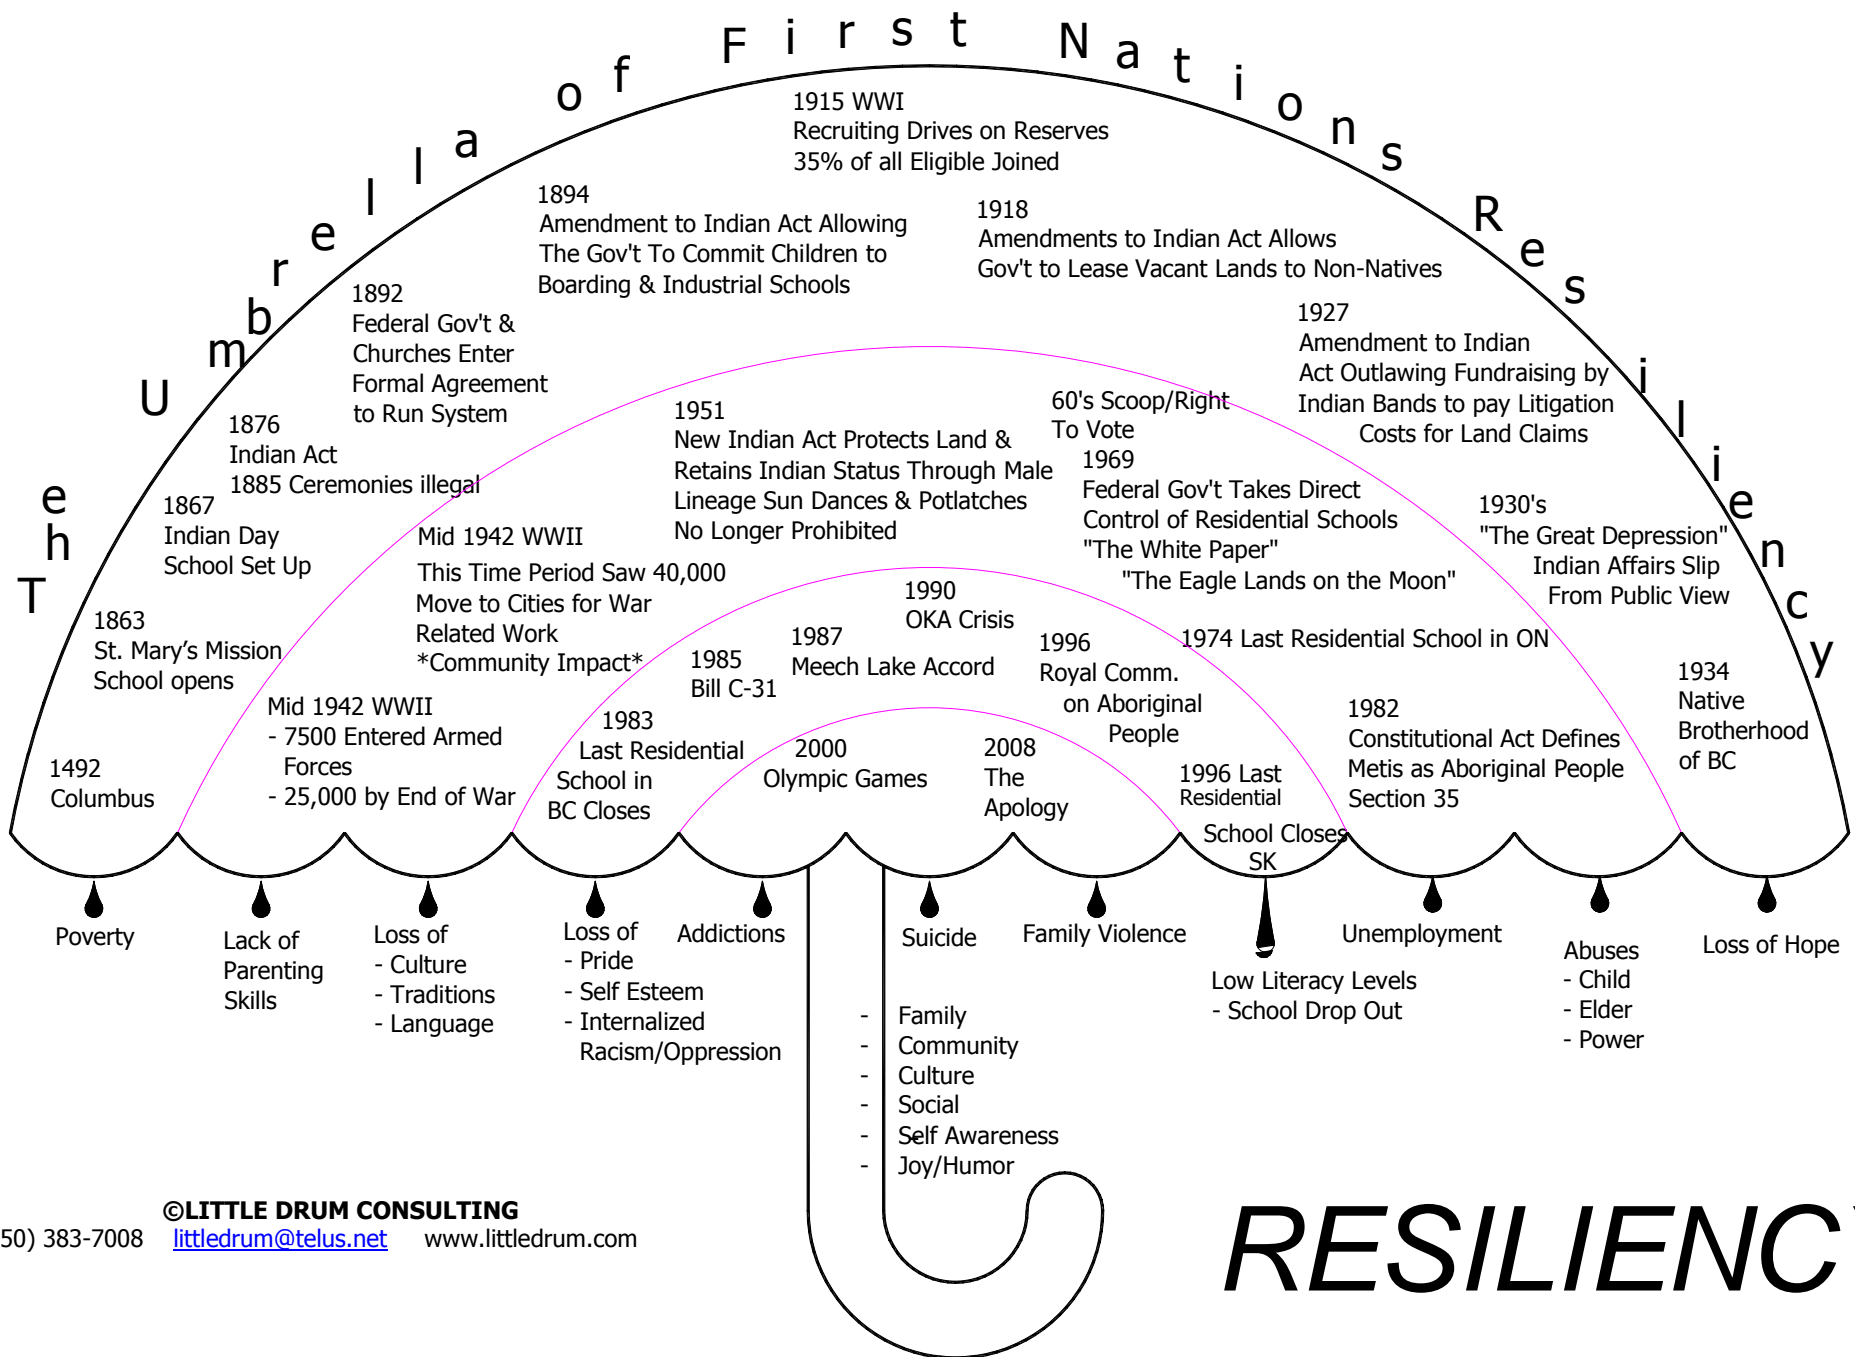 The Umbrella of First Nations Resiliency
1915 WWI
Recruiting Drives on Reserves
35% of all Eligible Joined
1894
Amendment to Indian Act Allowing
The Gov't To Commit Children to
Boarding & Industrial Schools
1918
Amendments to Indian Act Allows
Gov't to Lease Vacant Lands to Non-Natives
1892
Federal Gov't &
Churches Enter
Formal Agreement
to Run System
1927
Amendment to Indian
Act Outlawing Fundraising by
Indian Bands to pay Litigation
Costs for Land Claims
1876
Indian Act
1885 Ceremonies illegal
1867
Indian Day
School Set Up
1863
St. Mary’s Mission
School opens
1492
Columbus
1930's
"The Great Depression"
Indian Affairs Slip
From Public View
1934
Native
Brotherhood
of BC
1951
New Indian Act Protects Land &
Retains Indian Status Through Male
Lineage Sun Dances & Potlatches
No Longer Prohibited
60's Scoop/Right
To Vote
1969
Federal Gov't Takes Direct
Control of Residential Schools
"The White Paper"
"The Eagle Lands on the Moon"
1974 Last Residential School in ON
Mid 1942 WWII
This Time Period Saw 40,000
Move to Cities for War
Related Work
*Community Impact*
Mid 1942 WWII
- 7500 Entered Armed
Forces
- 25,000 by End of War
1982
Constitutional Act Defines
Metis as Aboriginal People
Section 35
1990
OKA Crisis
1987
Meech Lake Accord
1985
Bill C-31
1983
Last Residential
School in
BC Closes
1996
Royal Comm.
on Aboriginal
People
1996 Last
Residential
School Closes
SK
2000
Olympic Games
2008
The
Apology
Poverty
Lack of
Parenting
Skills
Loss of
- Culture
- Traditions
- Language
Loss of
- Pride
- Self Esteem
- Internalized
Racism/Oppression
Addictions
Suicide
Family Violence
Low Literacy Levels
- School Drop Out
Unemployment
Abuses
- Child
- Elder
- Power
Loss of Hope
- Family
- Community
- Culture
- Social
- Self Awareness
- Joy/Humor
©LITTLE DRUM CONSULTING
50) 383-7008 littledrum@telus.net www.littledrum.com
RESILIENC